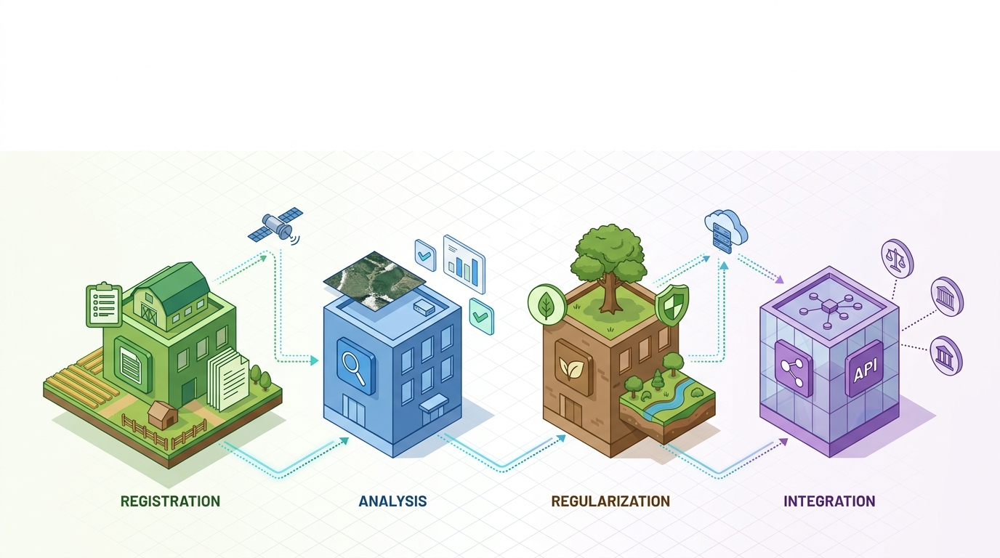 API
REGISTRATION
ANALYSIS
REGULARIZATION
INTEGRATION